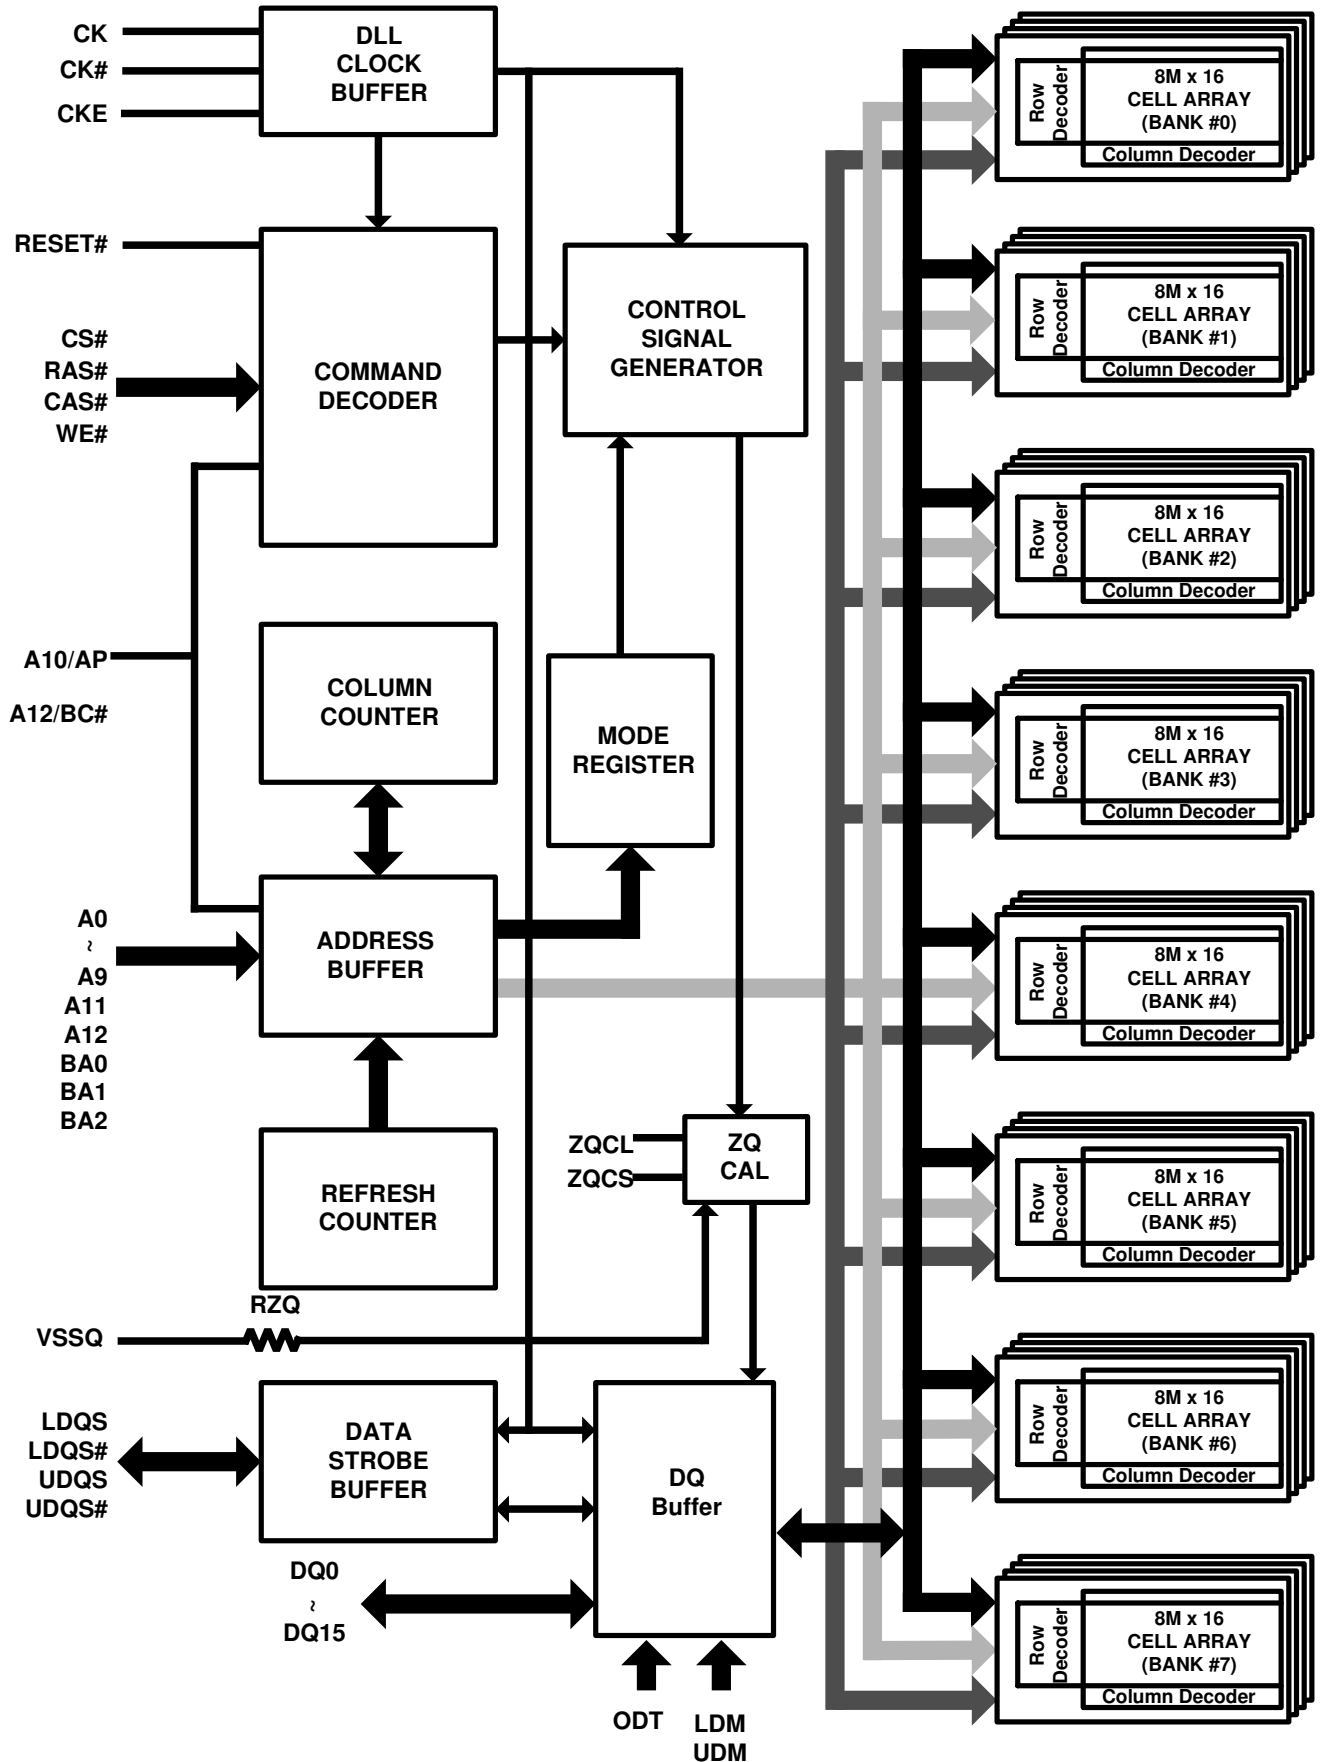 CK
CK#
CKE
DLL
CLOCK
BUFFER
RESET#
CS#
RAS#
CAS#
WE#
COMMAND
DECODER
CONTROL
SIGNAL
GENERATOR
A10/AP
A12/BC#
COLUMN
COUNTER
MODE
REGISTER
A0
~
A9
A11
A12
BA0
BA1
BA2
ADDRESS
BUFFER
REFRESH
COUNTER
ZQCL
ZQCS
ZQ
CAL
RZQ
VSSQ
LDQS
LDQS#
UDQS
UDQS#
DATA
STROBE
BUFFER
DQ
Buffer
DQ0
~
DQ15
ODT
LDM
UDM
Row
Decoder
8M x 16
CELL ARRAY
(BANK #0)
Column Decoder
Row
Decoder
8M x 16
CELL ARRAY
(BANK #1)
Column Decoder
Row
Decoder
8M x 16
CELL ARRAY
(BANK #2)
Column Decoder
Row
Decoder
8M x 16
CELL ARRAY
(BANK #3)
Column Decoder
Row
Decoder
8M x 16
CELL ARRAY
(BANK #4)
Column Decoder
Row
Decoder
8M x 16
CELL ARRAY
(BANK #5)
Column Decoder
Row
Decoder
8M x 16
CELL ARRAY
(BANK #6)
Column Decoder
Row
Decoder
8M x 16
CELL ARRAY
(BANK #7)
Column Decoder